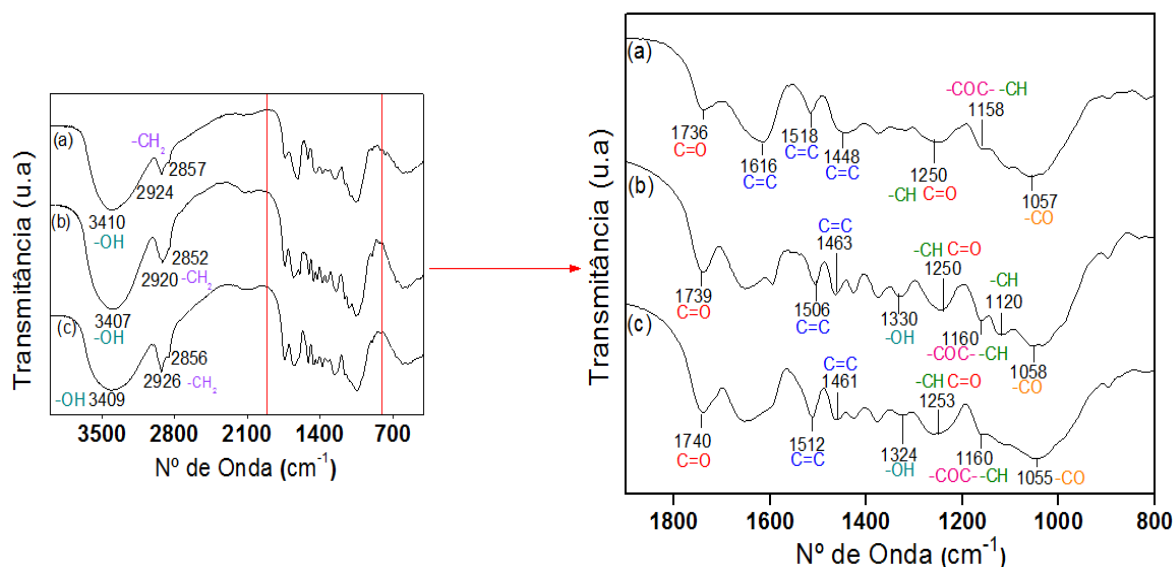 Transmitância (u.a)
(a)
-CH₂
2857
2924
3410
-OH
(b)
2852
2920 -CH₂
3407
-OH
(c)
2856
2926 -CH₂
-OH 3409
3500 2800 2100 1400 700
Nº de Onda (cm⁻¹)
Transmitância (u.a)
(a)
-COC- -CH
1158
1736
C=O
1616
C=C
1518
C=C
1448
C=C
1250
-CH C=O
1057
-CO
(b)
C=C
1463
-CH C=O
1250
-CH
1120
1739
C=O
1506
C=C
1330
-OH
1160
-COC--CH
1058
-CO
(c)
C=C
1461
-CH C=O
1253
1740
C=O
1512
C=C
1324
-OH
1160
-COC--CH
1055 -CO
1800 1600 1400 1200 1000 800
Nº de Onda (cm⁻¹)